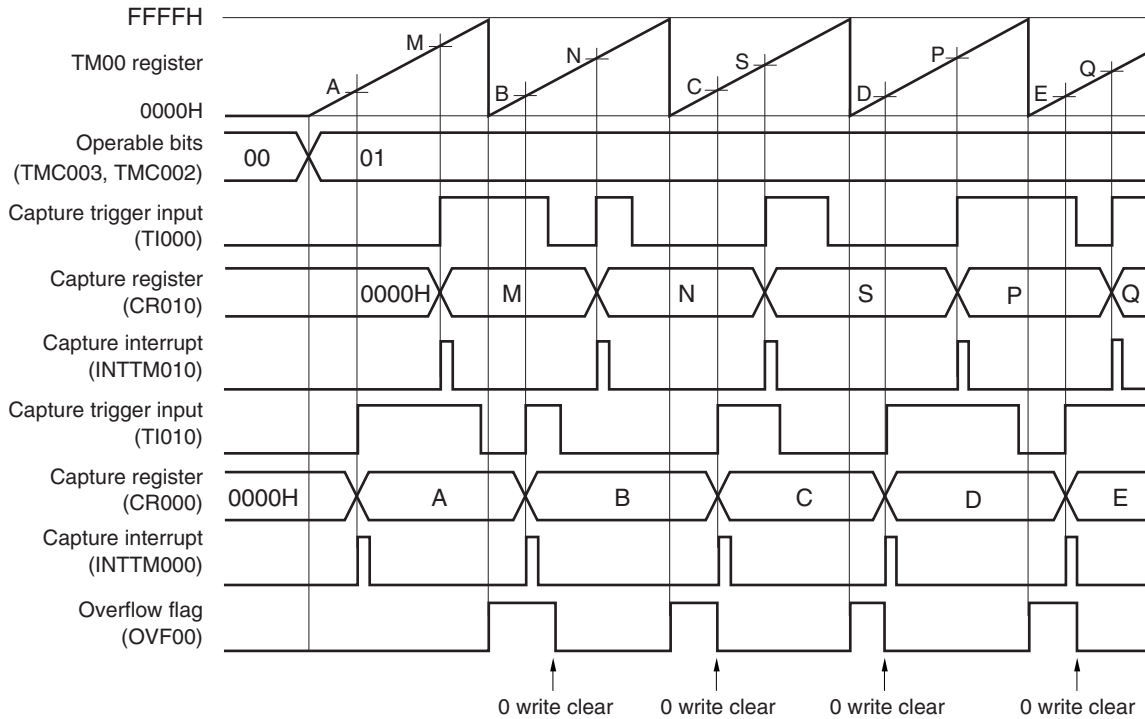 FFFFH
TM00 register
0000H
A M B N C S D P E Q
Operable bits
(TMC003, TMC002)
00 01
Capture trigger input
(TI000)
Capture register
(CR010)
0000H M N S P Q
Capture interrupt
(INTTM010)
Capture trigger input
(TI010)
Capture register
(CR000)
0000H A B C D E
Capture interrupt
(INTTM000)
Overflow flag
(OVF00)
0 write clear 0 write clear 0 write clear 0 write clear